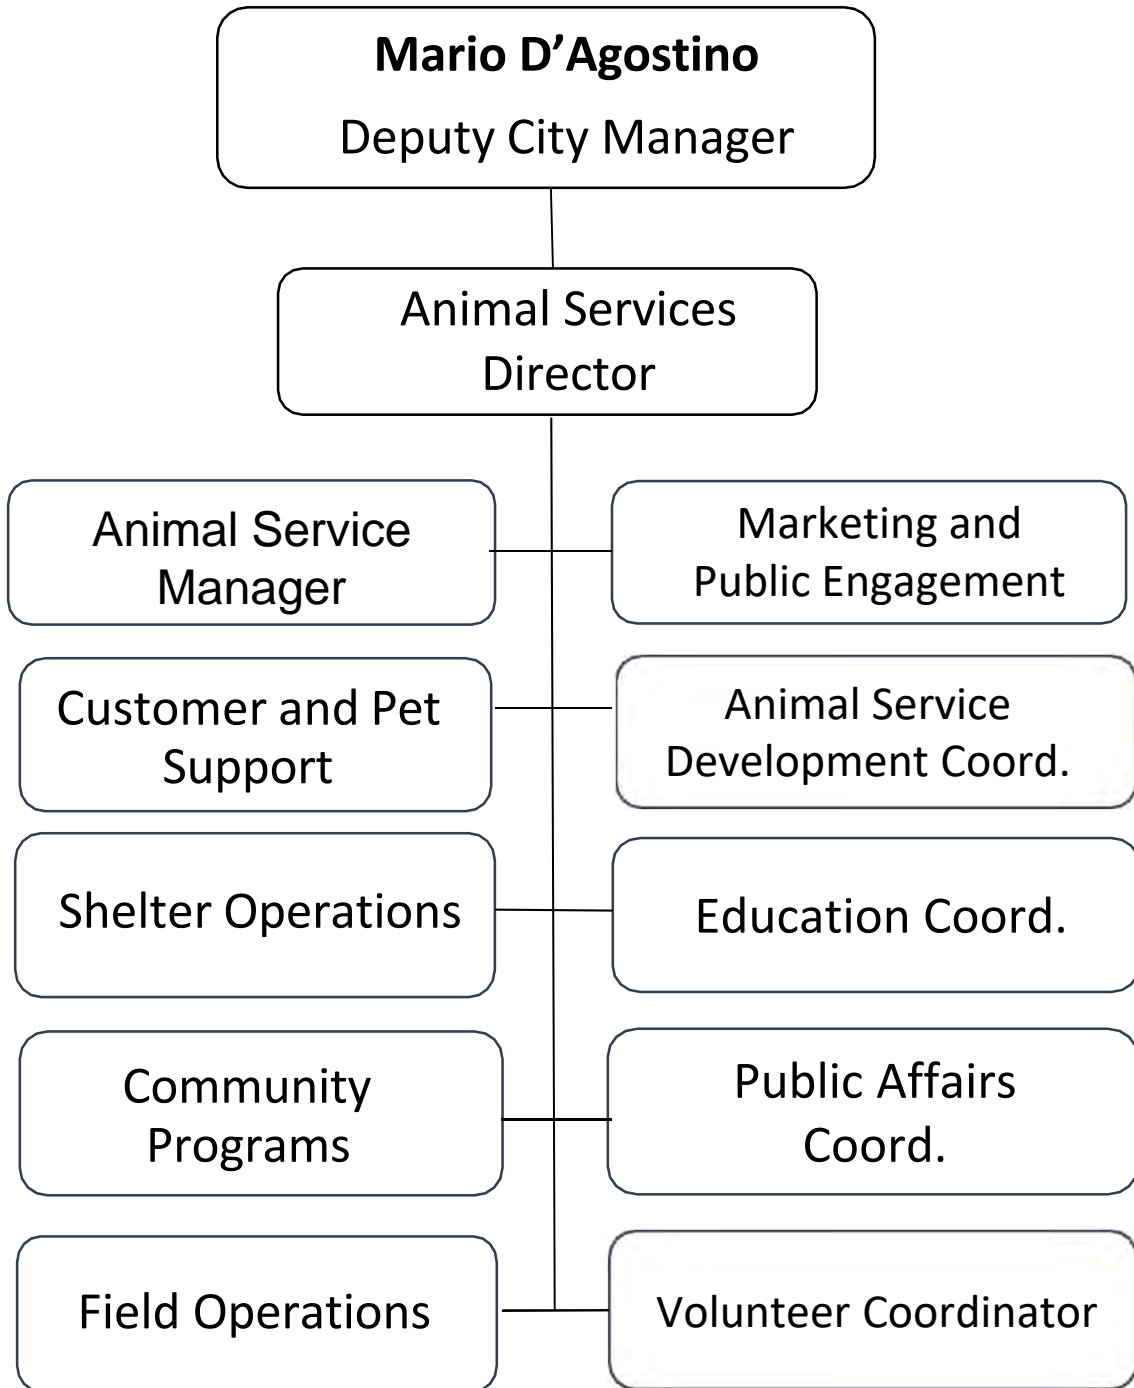 Mario D’Agostino
Deputy City Manager
Animal Services
Director
Animal Service
Manager
Marketing and
Public Engagement
Customer and Pet
Support
Animal Service
Development Coord.
Shelter Operations
Education Coord.
Community
Programs
Public Affairs
Coord.
Field Operations
Volunteer Coordinator